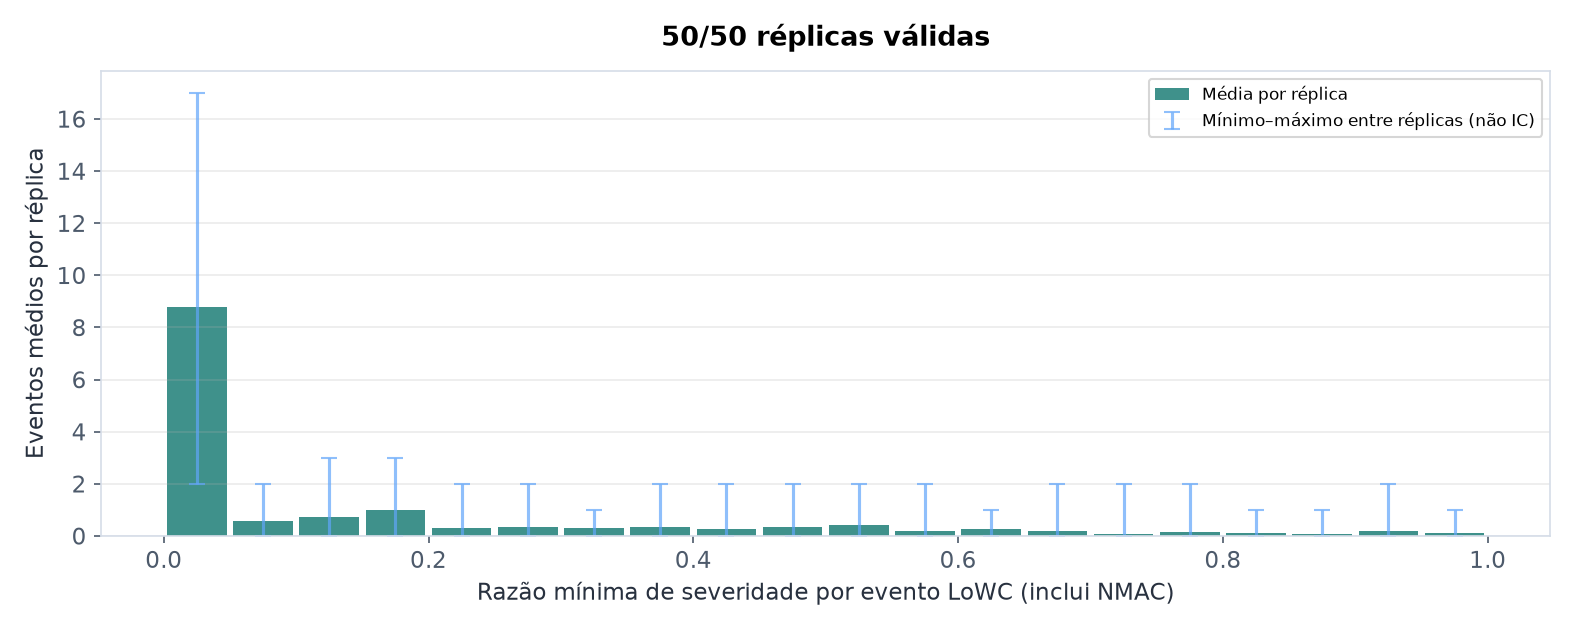 50/50 réplicas válidas
Média por réplica
Mínimo–máximo entre réplicas (não IC)
Eventos médios por réplica
16
14
12
10
8
6
4
2
0
0.0 0.2 0.4 0.6 0.8 1.0
Razão mínima de severidade por evento LoWC (inclui NMAC)